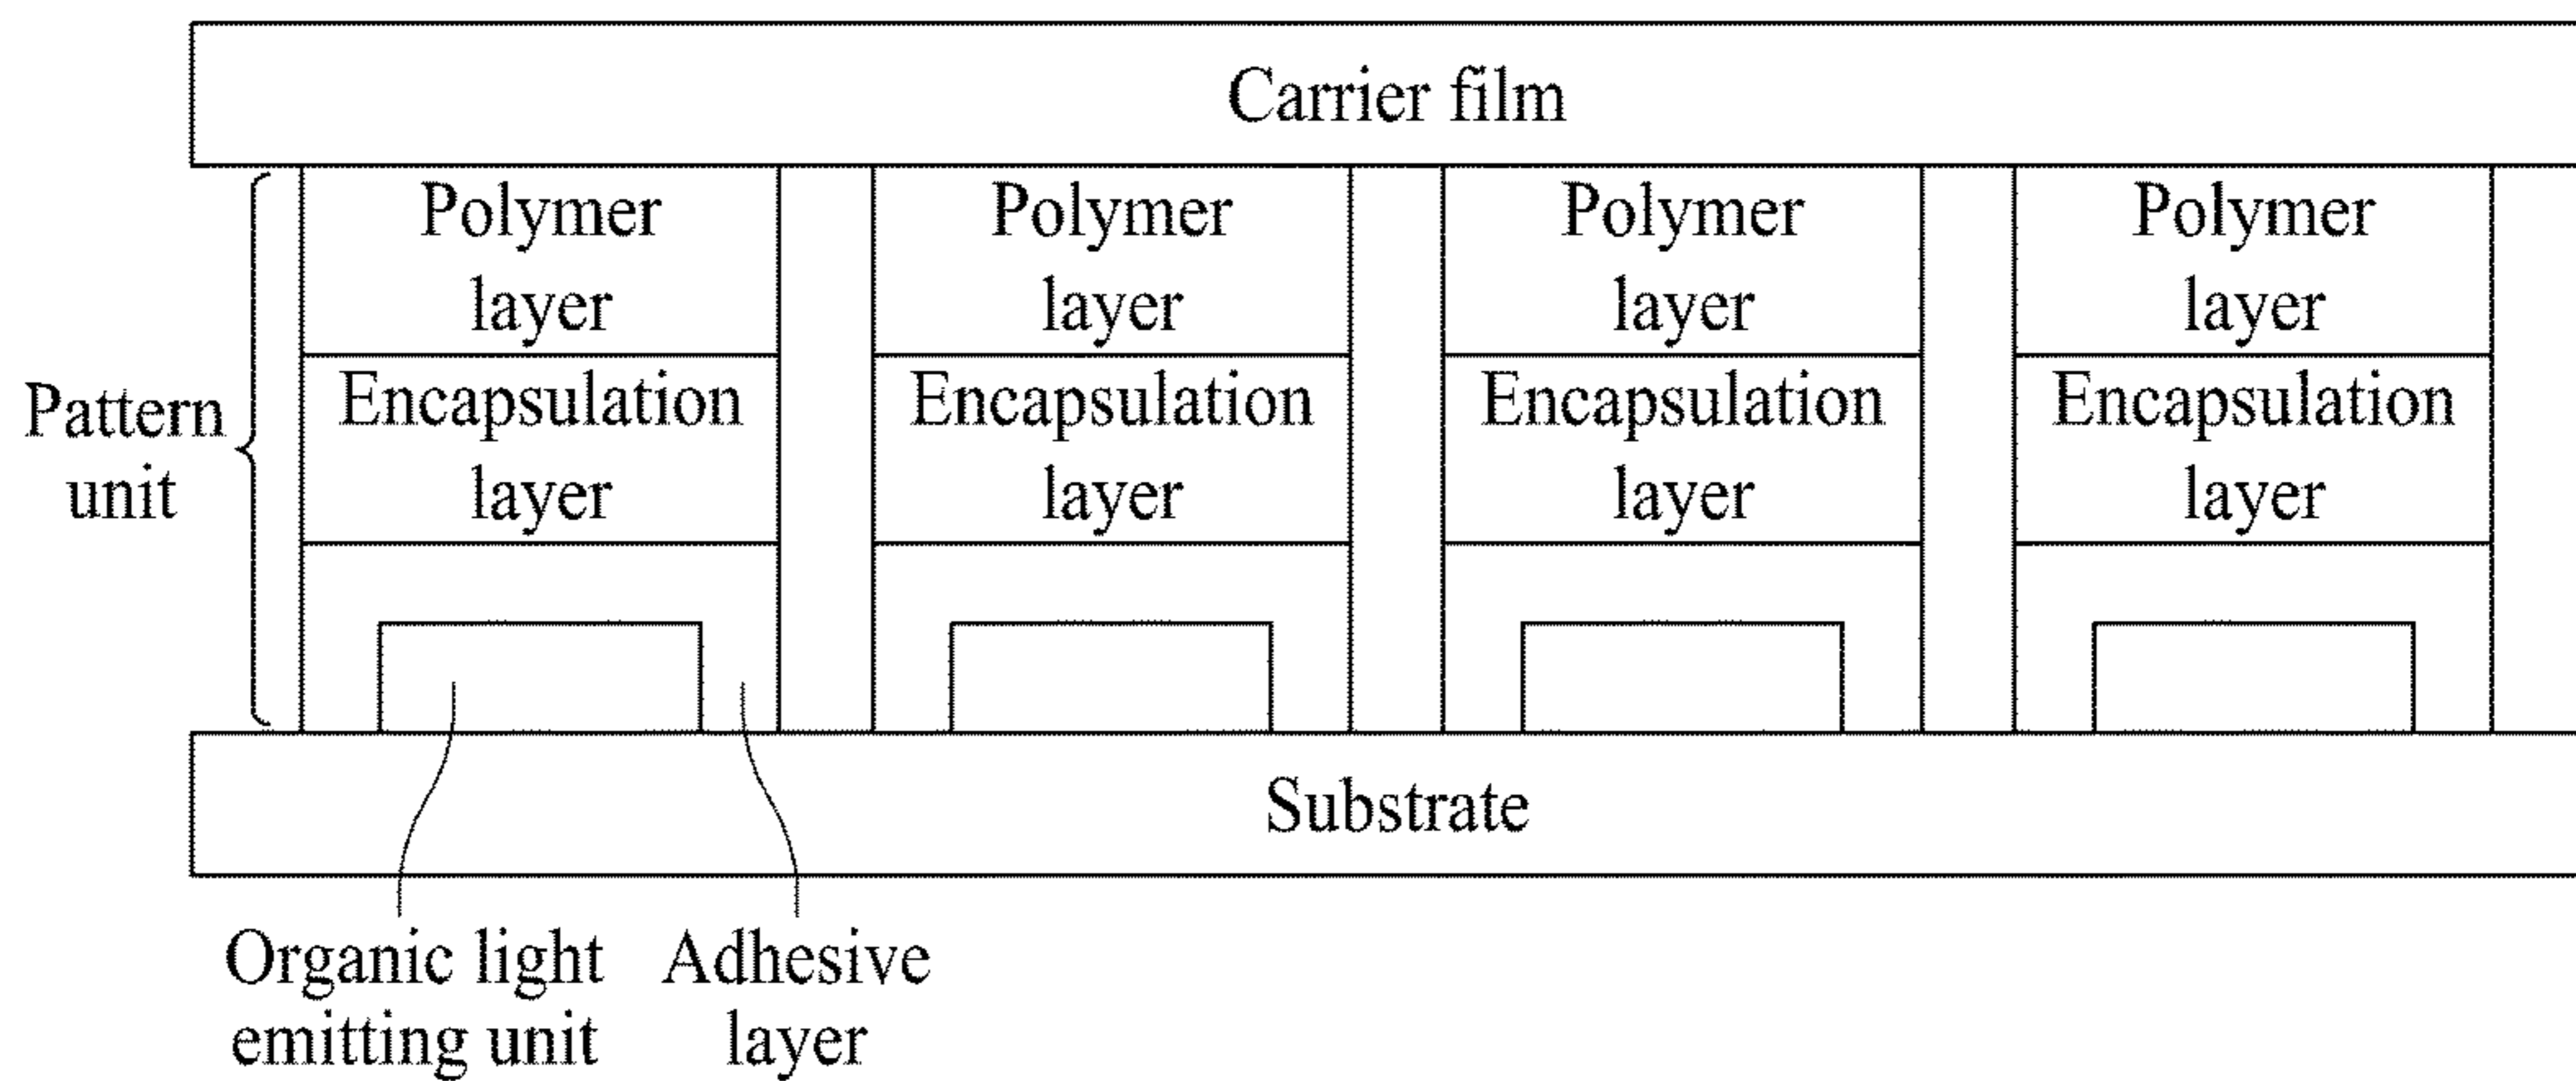 Carrier film
Polymer
layer
Polymer
layer
Polymer
layer
Polymer
layer
Pattern
unit
Encapsulation
layer
Encapsulation
layer
Encapsulation
layer
Encapsulation
layer
Substrate
Organic light
emitting unit
Adhesive
layer